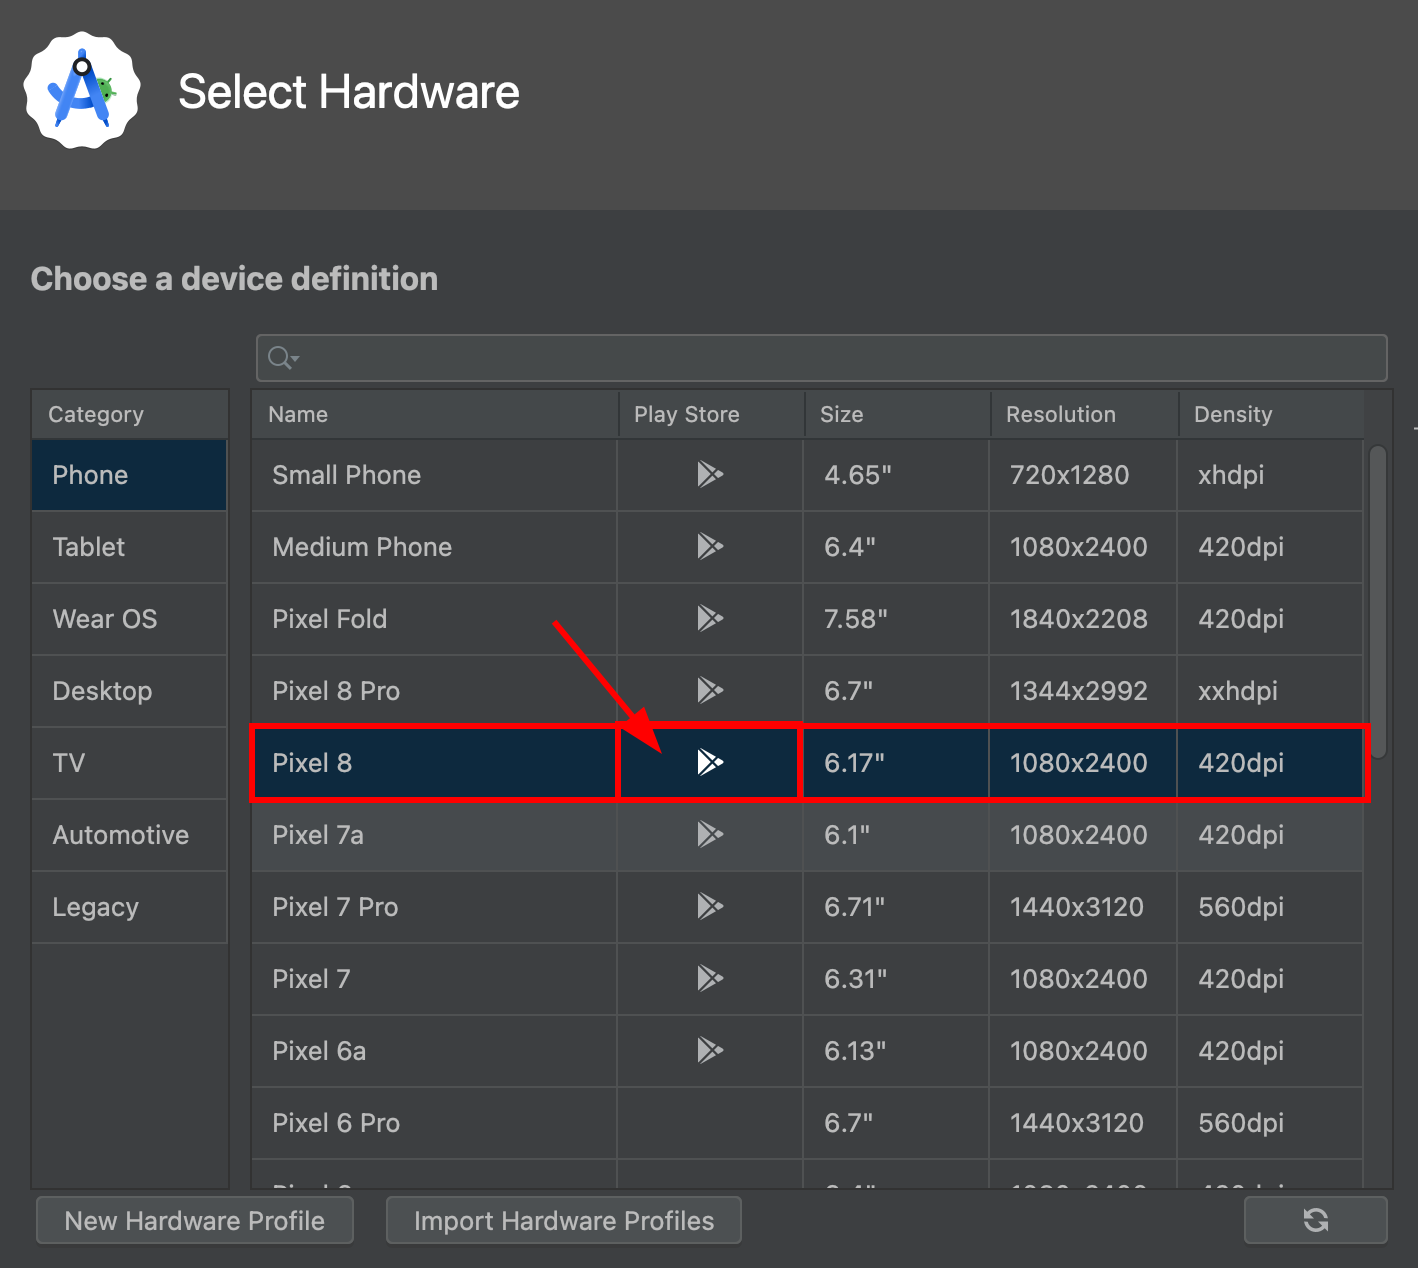 Select Hardware
Choose a device definition
Category Name Play Store Size Resolution Density
Phone Small Phone 4.65" 720x1280 xhdpi
Tablet Medium Phone 6.4" 1080x2400 420dpi
Wear OS Pixel Fold 7.58" 1840x2208 420dpi
Desktop Pixel 8 Pro 6.7" 1344x2992 xxhdpi
TV Pixel 8 6.17" 1080x2400 420dpi
Automotive Pixel 7a 6.1" 1080x2400 420dpi
Legacy Pixel 7 Pro 6.71" 1440x3120 560dpi
Pixel 7 6.31" 1080x2400 420dpi
Pixel 6a 6.13" 1080x2400 420dpi
Pixel 6 Pro 6.7" 1440x3120 560dpi
New Hardware Profile Import Hardware Profiles